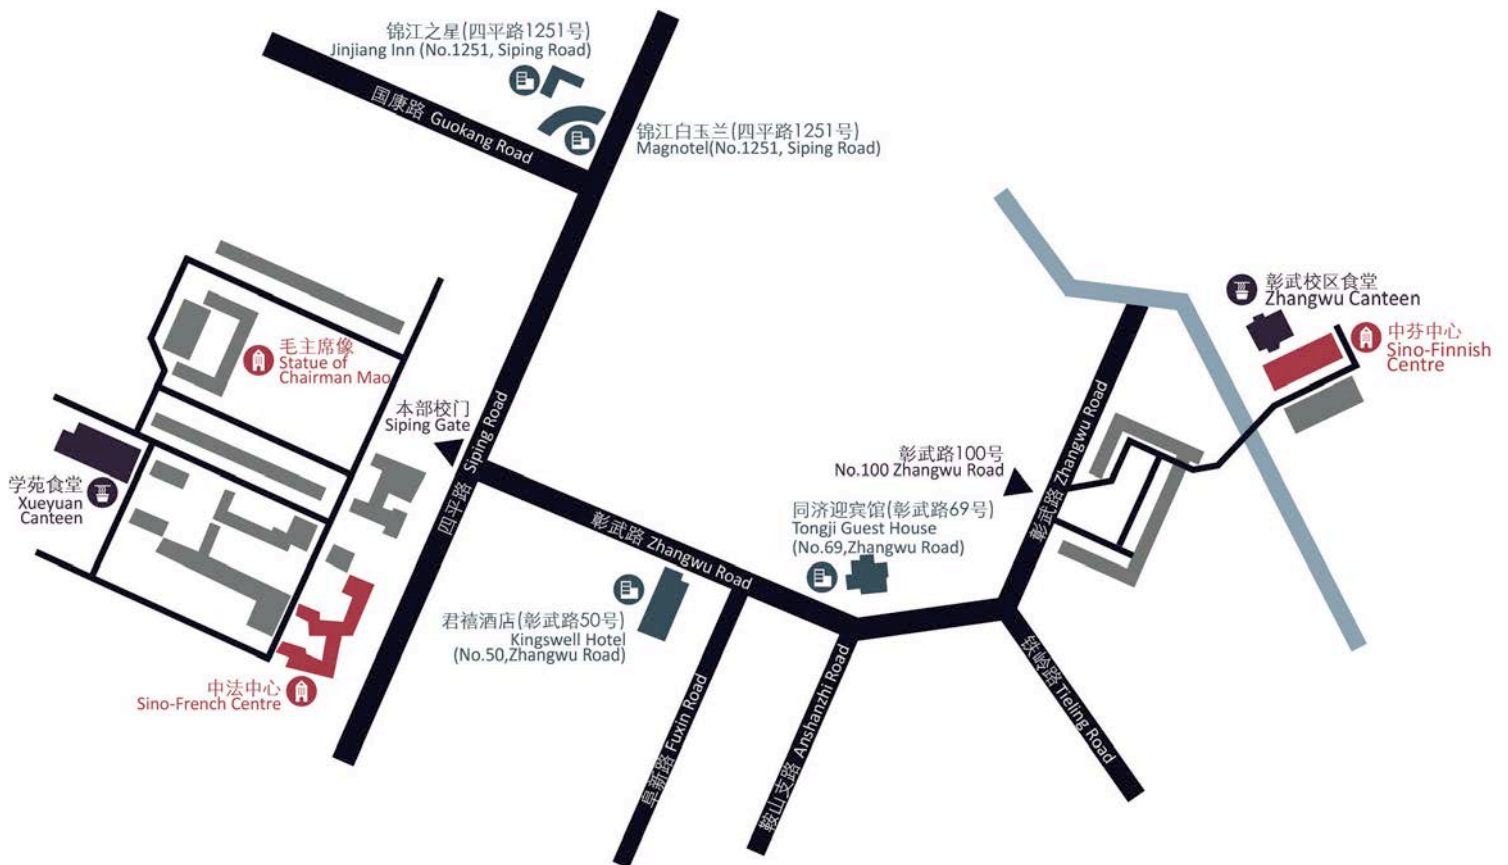 锦江之星(四平路1251号)
Jinjiang Inn (No.1251, Siping Road)
国康路 Guokang Road
锦江白玉兰(四平路1251号)
Magnotel(No.1251, Siping Road)
彰武校区食堂
Zhangwu Canteen
中芬中心
Sino-Finnish
Centre
毛主席像
Statue of
Chairman Mao
本部校门
Siping Gate
四平路 Siping Road
学苑食堂
Xueyuan
Canteen
彰武路100号
No.100 Zhangwu Road
彰武路 Zhangwu Road
同济迎宾馆(彰武路69号)
Tongji Guest House
(No.69,Zhangwu Road)
彰武路 Zhangwu Road
君禧酒店(彰武路50号)
Kingswell Hotel
(No.50,Zhangwu Road)
中法中心
Sino-French Centre
阜新路 Fuxin Road
鞍山支路 Anshanzhi Road
铁岭路 Tieling Road